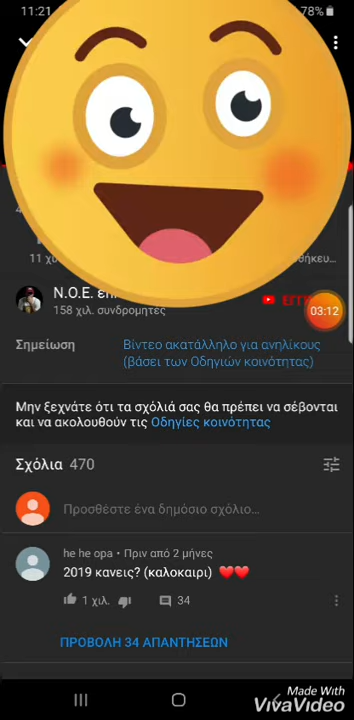 11:21
78%
11 χι
θήκευ...
N.O.E.
158 χιλ. συνδρομητές
ΕΓΓ
03:12
Σημείωση
Βίντεο ακατάλληλο για ανηλίκους
(βάσει των Οδηγιών κοινότητας)
Μην ξεχνάτε ότι τα σχόλιά σας θα πρέπει να σέβονται
και να ακολουθούν τις Οδηγίες κοινότητας
Σχόλια 470
Προσθέστε ένα δημόσιο σχόλιο...
he he opa • Πριν από 2 μήνες
2019 κανεις? (καλοκαιρι) ❤❤
1 χιλ.
34
ΠΡΟΒΟΛΗ 34 ΑΠΑΝΤΗΣΕΩΝ
Made With
VivaVideo